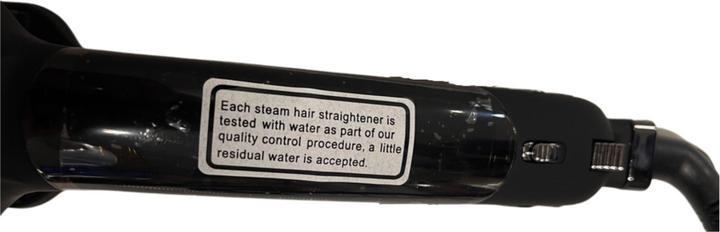 Each steam hair straightener is
tested with water as part of our
quality control procedure, a little
residual water is accepted.